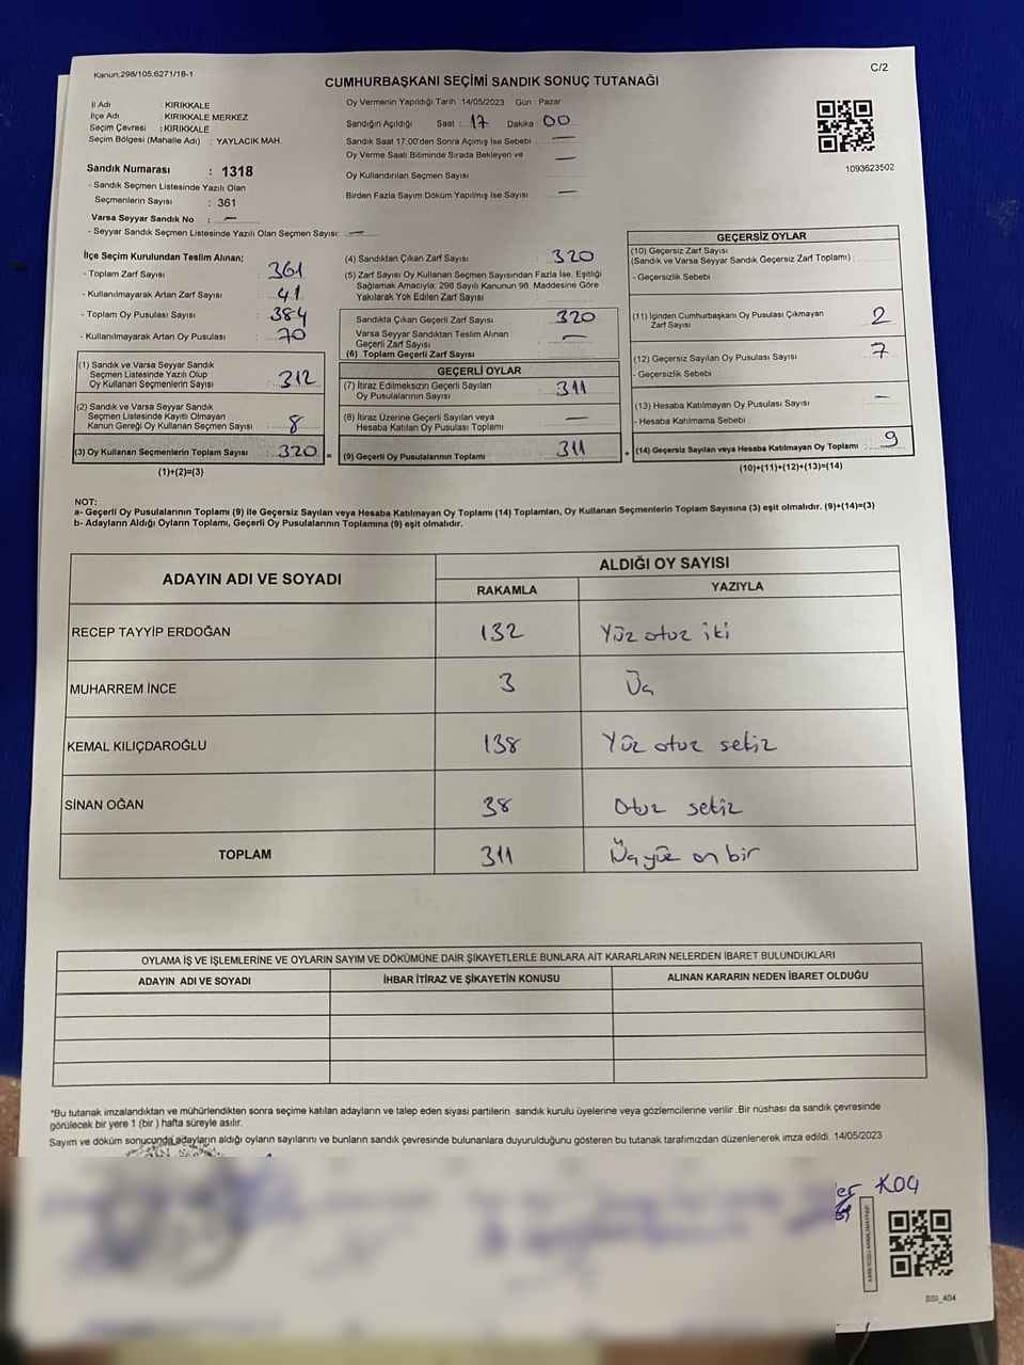 Kanun:298/105.6271/18-1
C/2
CUMHURBAŞKANI SEÇİMİ SANDIK SONUÇ TUTANAĞI
İl Adı KIRIKKALE
İlçe Adı KIRIKKALE MERKEZ
Seçim Çevresi : KIRIKKALE
Seçim Bölgesi (Mahalle Adı) : YAYLACIK MAH.
Sandık Numarası : 1318
- Sandık Seçmen Listesinde Yazılı Olan
Seçmenlerin Sayısı : 361
Varsa Seyyar Sandık No : —
- Seyyar Sandık Seçmen Listesinde Yazılı Olan Seçmen Sayısı: —
Oy Vermenin Yapıldığı Tarih 14/05/2023 Gün : Pazar
Sandığın Açıldığı Saat : 17 Dakika 00
Sandık Saat 17:00'den Sonra Açılmış İse Sebebi —
Oy Verme Saati Bitiminde Sırada Bekleyen ve —
Oy Kullandırılan Seçmen Sayısı
Birden Fazla Sayım Döküm Yapılmış İse Sayısı —
1093623502
İlçe Seçim Kurulundan Teslim Alınan;
- Toplam Zarf Sayısı : 361
- Kullanılmayarak Artan Zarf Sayısı : 41
- Toplam Oy Pusulası Sayısı : 384
- Kullanılmayarak Artan Oy Pusulası : 70
(1) Sandık ve Varsa Seyyar Sandık
Seçmen Listesinde Yazılı Olup
Oy Kullanan Seçmenlerin Sayısı : 312
(2) Sandık ve Varsa Seyyar Sandık
Seçmen Listesinde Kayıtlı Olmayan
Kanun Gereği Oy Kullanan Seçmen Sayısı : 8
(3) Oy Kullanan Seçmenlerin Toplam Sayısı : 320
(1)+(2)=(3)
(4) Sandıktan Çıkan Zarf Sayısı : 320
(5) Zarf Sayısı Oy Kullanan Seçmen Sayısından Fazla İse, Eşitliği
Sağlamak Amacıyla; 298 Sayılı Kanunun 98. Maddesine Göre
Yakılarak Yok Edilen Zarf Sayısı
Sandıkta Çıkan Geçerli Zarf Sayısı : 320
Varsa Seyyar Sandıktan Teslim Alınan
Geçerli Zarf Sayısı : —
(6) Toplam Geçerli Zarf Sayısı
GEÇERLİ OYLAR
(7) İtiraz Edilmeksizin Geçerli Sayılan
Oy Pusulalarının Sayısı : 311
(8) İtiraz Üzerine Geçerli Sayılan veya
Hesaba Katılan Oy Pusulası Toplamı : —
(9) Geçerli Oy Pusulalarının Toplamı : 311
GEÇERSİZ OYLAR
(10) Geçersiz Zarf Sayısı
(Sandık ve Varsa Seyyar Sandık Geçersiz Zarf Toplamı) :
- Geçersizlik Sebebi
(11) İçinden Cumhurbaşkanı Oy Pusulası Çıkmayan
Zarf Sayısı : 2
(12) Geçersiz Sayılan Oy Pusulası Sayısı : 7
- Geçersizlik Sebebi
(13) Hesaba Katılmayan Oy Pusulası Sayısı : —
- Hesaba Katılmama Sebebi
(14) Geçersiz Sayılan veya Hesaba Katılmayan Oy Toplamı : 9
(10)+(11)+(12)+(13)=(14)
NOT:
a- Geçerli Oy Pusulalarının Toplamı (9) ile Geçersiz Sayılan veya Hesaba Katılmayan Oy Toplamı (14) Toplamları, Oy Kullanan Seçmenlerin Toplam Sayısına (3) eşit olmalıdır. (9)+(14)=(3)
b- Adayların Aldığı Oyların Toplamı, Geçerli Oy Pusulalarının Toplamına (9) eşit olmalıdır.
ADAYIN ADI VE SOYADI
ALDIĞI OY SAYISI
RAKAMLA YAZIYLA
RECEP TAYYİP ERDOĞAN 132 Yüz otuz iki
MUHARREM İNCE 3 Üç
KEMAL KILIÇDAROĞLU 138 Yüz otuz sekiz
SİNAN OĞAN 38 Otuz sekiz
TOPLAM 311 Üçyüz on bir
OYLAMA İŞ VE İŞLEMLERİNE VE OYLARIN SAYIM VE DÖKÜMÜNE DAİR ŞİKAYETLERLE BUNLARA AİT KARARLARIN NELERDEN İBARET BULUNDUKLARI
ADAYIN ADI VE SOYADI İHBAR İTİRAZ VE ŞİKAYETİN KONUSU ALINAN KARARIN NEDEN İBARET OLDUĞU
*Bu tutanak imzalandıktan ve mühürlendikten sonra seçime katılan adayların ve talep eden siyasi partilerin sandık kurulu üyelerine veya gözlemcilerine verilir .Bir nüshası da sandık çevresinde
görülecek bir yere 1 (bir ) hafta süreyle asılır.
Sayım ve döküm sonucunda adayların aldığı oyların sayılarını ve bunların sandık çevresinde bulunanlara duyurulduğunu gösteren bu tutanak tarafımızdan düzenlenerek imza edildi. 14/05/2023
er KOÇ